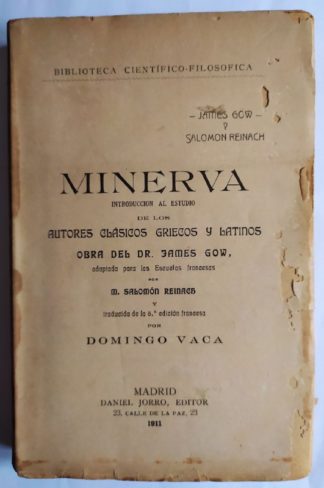 BIBLIOTECA CIENTÍFICO-FILOSOFICA
— JAMES GOW —
Y
SALOMON REINACH
MINERVA
INTRODUCCION AL ESTUDIO
DE LOS
AUTORES CLÁSICOS GRIEGOS Y LATINOS
OBRA DEL DR. JAMES GOW,
adaptada para las Escuelas francesas
POR
M. SALOMÓN REINACH
Y
traducida de la 6.ª edición francesa
POR
DOMINGO VACA
MADRID
DANIEL JORRO, EDITOR
23, CALLE DE LA PAZ, 23
1911